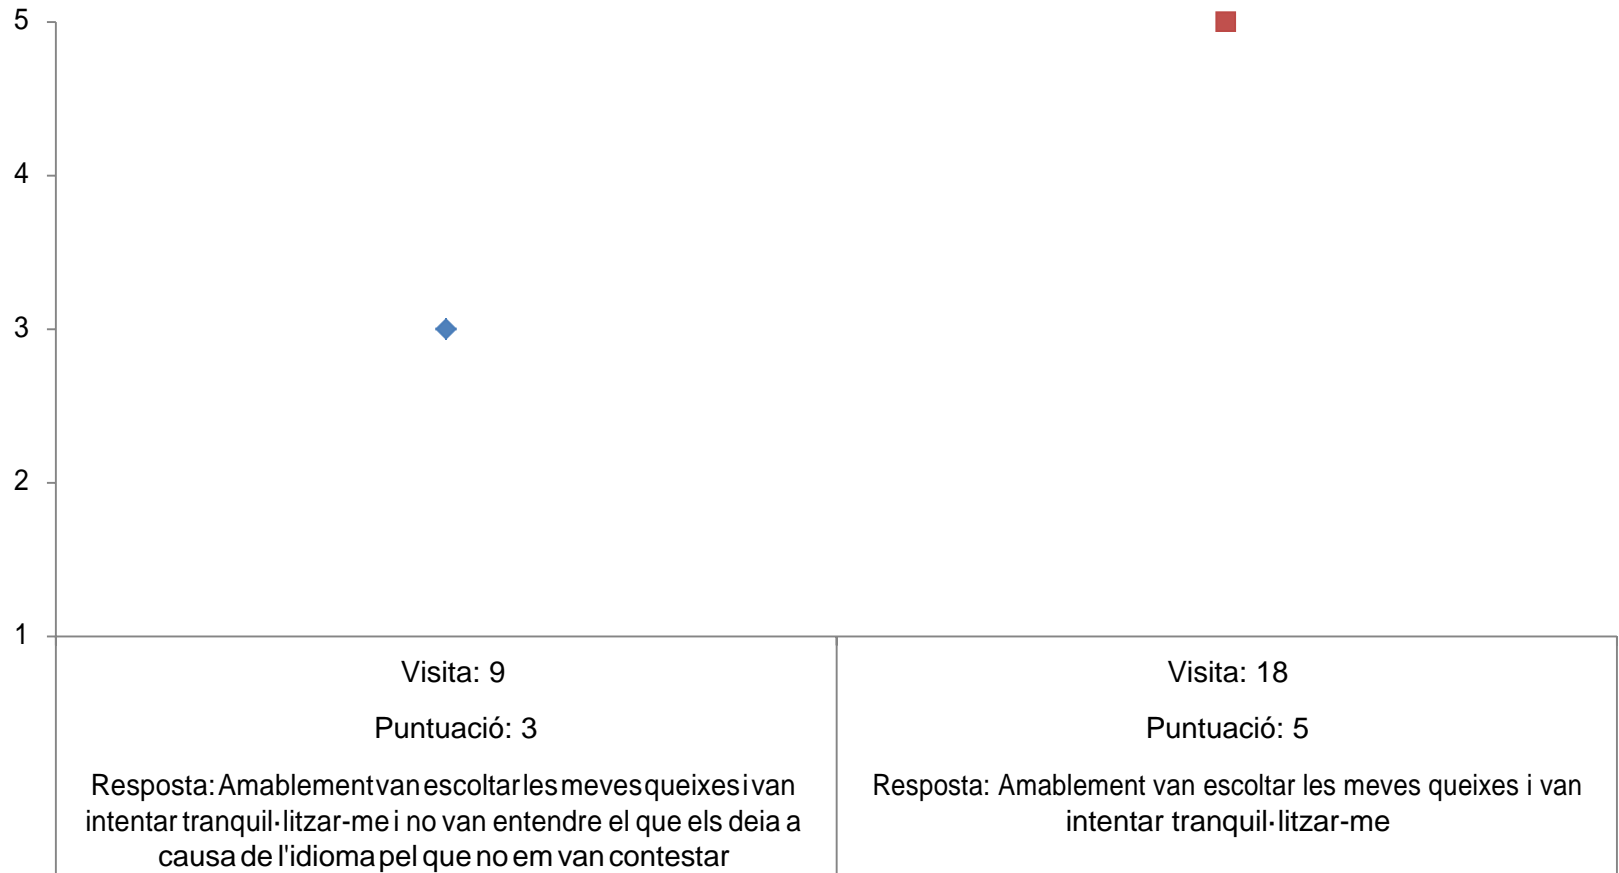 5
4
3
2
1
Visita: 9
Puntuació: 3
Resposta: Amablement van escoltar les meves queixes i van
intentar tranquil·litzar-me i no van entendre el que els deia a
causa de l'idioma pel que no em van contestar
Visita: 18
Puntuació: 5
Resposta: Amablement van escoltar les meves queixes i van
intentar tranquil·litzar-me